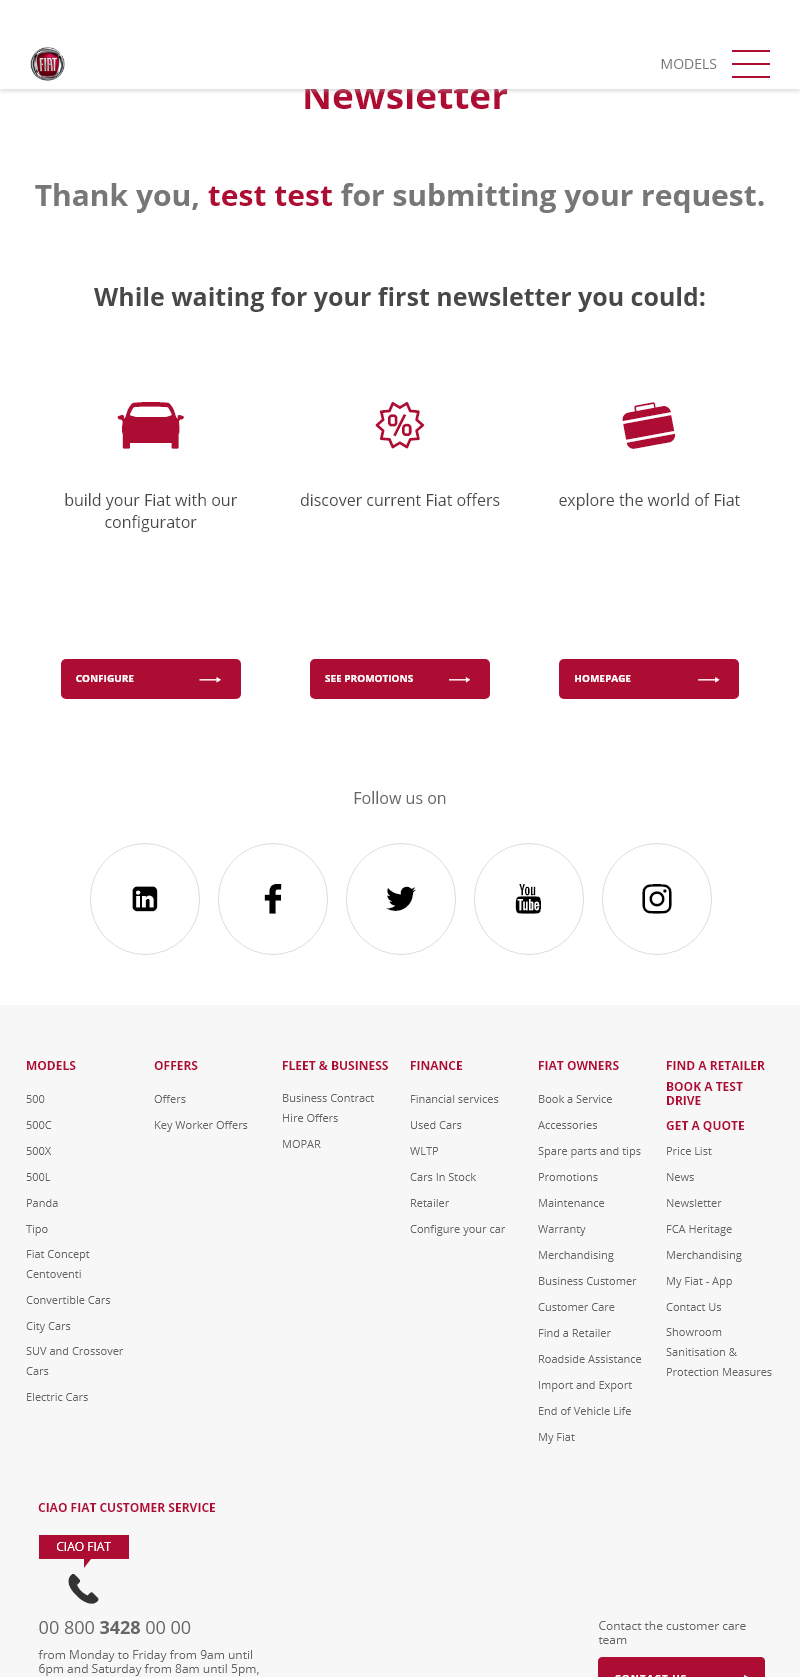 FIAT
MODELS
Newsletter
Thank you, test test for submitting your request.
While waiting for your first newsletter you could:
%
build your Fiat with our
configurator
discover current Fiat offers
explore the world of Fiat
CONFIGURE
SEE PROMOTIONS
HOMEPAGE
Follow us on
in
f
You
Tube
MODELS
500
500C
500X
500L
Panda
Tipo
Fiat Concept
Centoventi
Convertible Cars
City Cars
SUV and Crossover
Cars
Electric Cars
OFFERS
Offers
Key Worker Offers
FLEET & BUSINESS
Business Contract
Hire Offers
MOPAR
FINANCE
Financial services
Used Cars
WLTP
Cars In Stock
Retailer
Configure your car
FIAT OWNERS
Book a Service
Accessories
Spare parts and tips
Promotions
Maintenance
Warranty
Merchandising
Business Customer
Customer Care
Find a Retailer
Roadside Assistance
Import and Export
End of Vehicle Life
My Fiat
FIND A RETAILER
BOOK A TEST
DRIVE
GET A QUOTE
Price List
News
Newsletter
FCA Heritage
Merchandising
My Fiat - App
Contact Us
Showroom
Sanitisation &
Protection Measures
CIAO FIAT CUSTOMER SERVICE
CIAO FIAT
00 800 3428 00 00
from Monday to Friday from 9am until
6pm and Saturday from 8am until 5pm,
Contact the customer care
team
CONTACT US